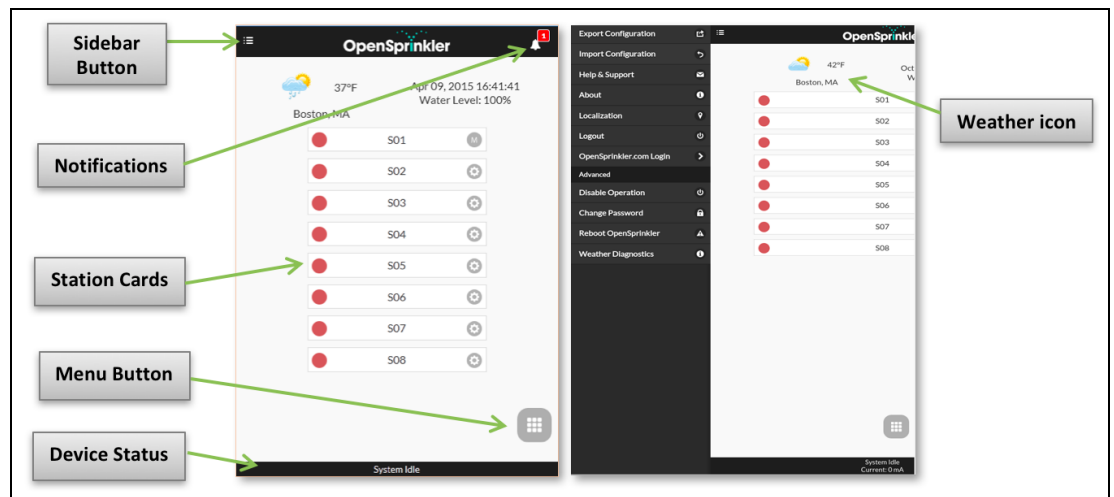 Sidebar
Button
Notifications
Station Cards
Menu Button
Device Status
OpenSprinkler
1
37°F
Apr 09, 2015 16:41:41
Water Level: 100%
Boston, MA
S01
M
S02
S03
S04
S05
S06
S07
S08
System Idle
Export Configuration
Import Configuration
Help & Support
About
Localization
Logout
OpenSprinkler.com Login
Advanced
Disable Operation
Change Password
Reboot OpenSprinkler
Weather Diagnostics
OpenSprinkle
42°F
Oct
W
Boston, MA
S01
S02
S03
S04
S05
S06
S07
S08
System Idle
Current: 0 mA
Weather icon